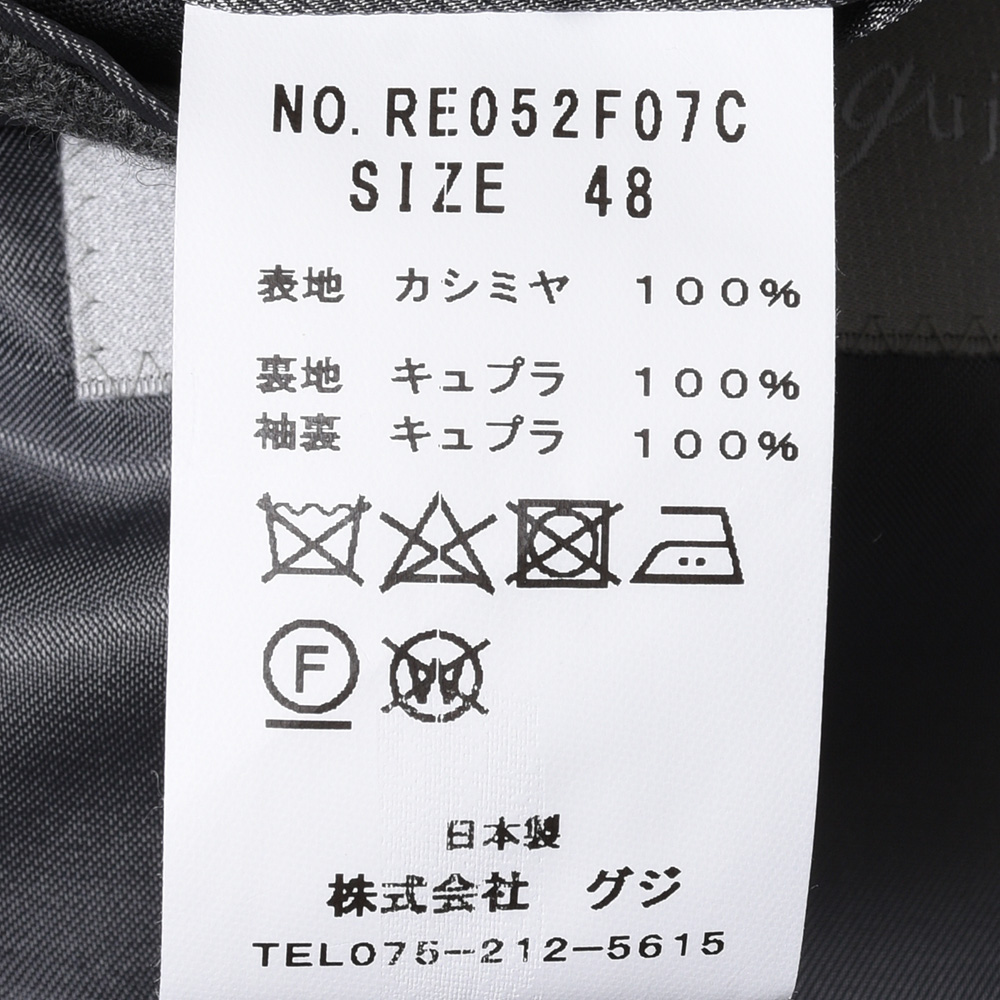 NO. RE052F07C
SIZE 48
表地 カシミヤ 100%
裏地 キュプラ 100%
袖裏 キュプラ 100%
F
W
日本製
株式会社 グジ
TEL075-212-5615
guj